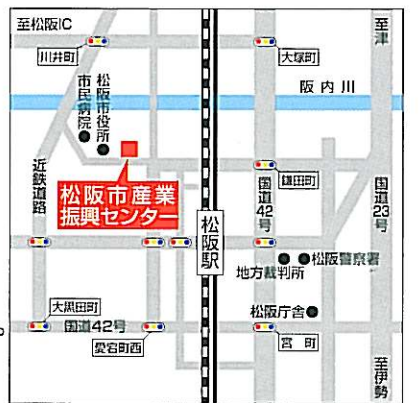 至松阪IC
至津
川井町
大塚町
阪内川
市民病院
松阪市役所
近鉄道路
松阪市産業
振興センター
鎌田町
国道42号
国道23号
松阪駅
松阪警察署
地方裁判所
大黒田町
松阪庁舎
国道42号
愛宕町西
宮町
至伊勢